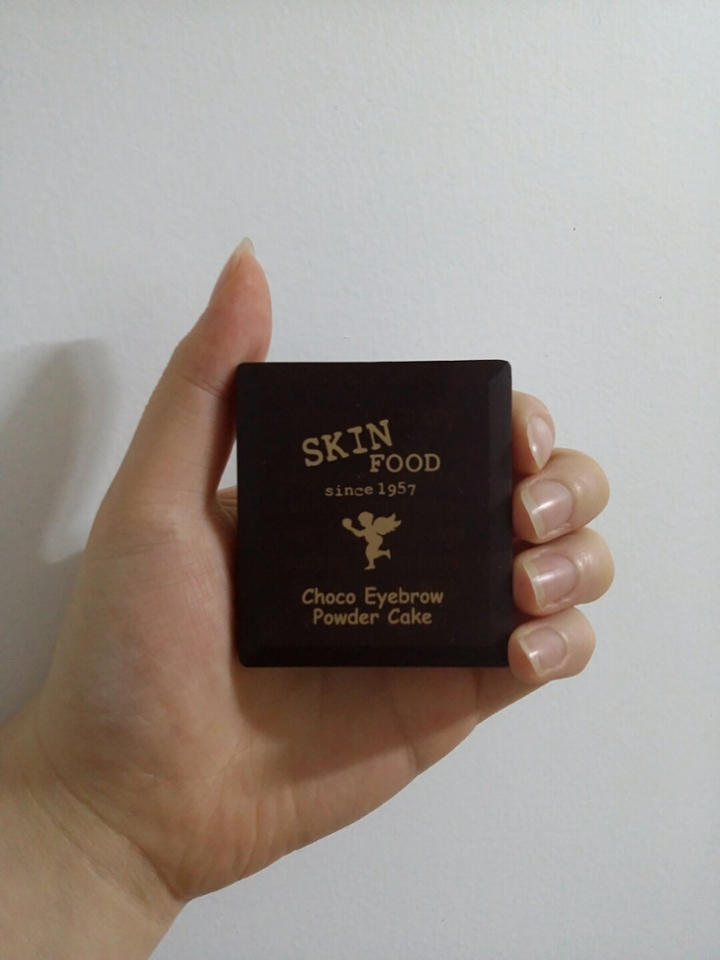 SKIN
FOOD
since 1957
Choco Eyebrow
Powder Cake